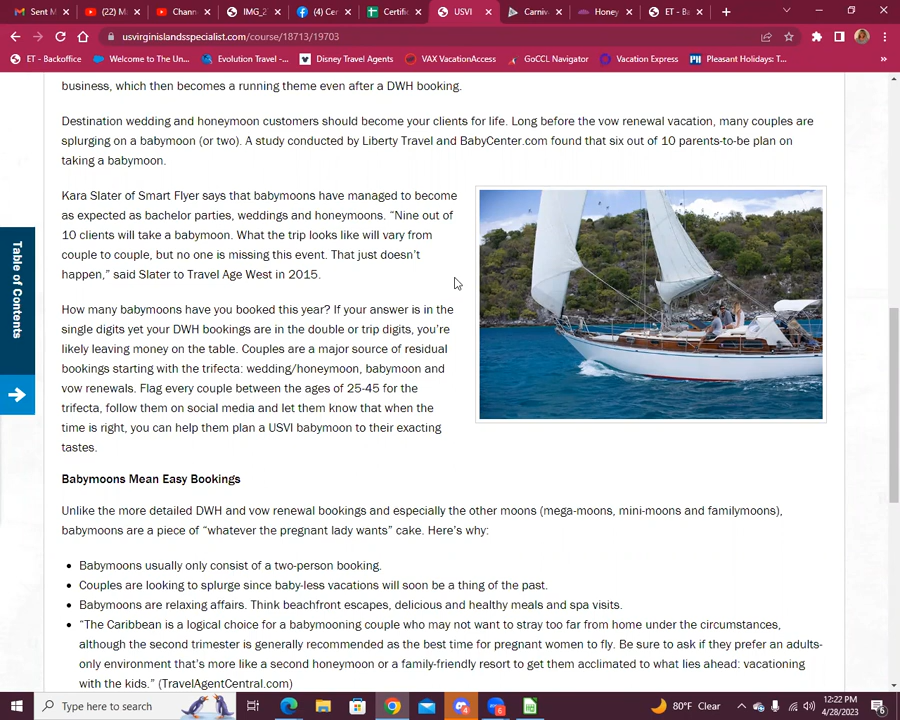 Sent M
(22) M
Chann
IMG_2
(4) Cer
Certific
USVI
Carniv
Honey
ET - Ba
usvirginislandsspecialist.com/course/18713/19703
ET - Backoffice
Welcome to The Un...
Evolution Travel -...
Disney Travel Agents
VAX VacationAccess
GoCCL Navigator
Vacation Express
Pleasant Holidays: T...
business, which then becomes a running theme even after a DWH booking.
Destination wedding and honeymoon customers should become your clients for life. Long before the vow renewal vacation, many couples are
splurging on a babymoon (or two). A study conducted by Liberty Travel and BabyCenter.com found that six out of 10 parents-to-be plan on
taking a babymoon.
Kara Slater of Smart Flyer says that babymoons have managed to become
as expected as bachelor parties, weddings and honeymoons. “Nine out of
10 clients will take a babymoon. What the trip looks like will vary from
couple to couple, but no one is missing this event. That just doesn’t
happen,” said Slater to Travel Age West in 2015.
Table of Contents
How many babymoons have you booked this year? If your answer is in the
single digits yet your DWH bookings are in the double or trip digits, you’re
likely leaving money on the table. Couples are a major source of residual
bookings starting with the trifecta: wedding/honeymoon, babymoon and
vow renewals. Flag every couple between the ages of 25-45 for the
trifecta, follow them on social media and let them know that when the
time is right, you can help them plan a USVI babymoon to their exacting
tastes.
Babymoons Mean Easy Bookings
Unlike the more detailed DWH and vow renewal bookings and especially the other moons (mega-moons, mini-moons and familymoons),
babymoons are a piece of “whatever the pregnant lady wants” cake. Here’s why:
• Babymoons usually only consist of a two-person booking.
• Couples are looking to splurge since baby-less vacations will soon be a thing of the past.
• Babymoons are relaxing affairs. Think beachfront escapes, delicious and healthy meals and spa visits.
• “The Caribbean is a logical choice for a babymooning couple who may not want to stray too far from home under the circumstances,
although the second trimester is generally recommended as the best time for pregnant women to fly. Be sure to ask if they prefer an adults-
only environment that’s more like a second honeymoon or a family-friendly resort to get them acclimated to what lies ahead: vacationing
with the kids.” (TravelAgentCentral.com)
Type here to search
80°F Clear
12:22 PM
4/28/2023